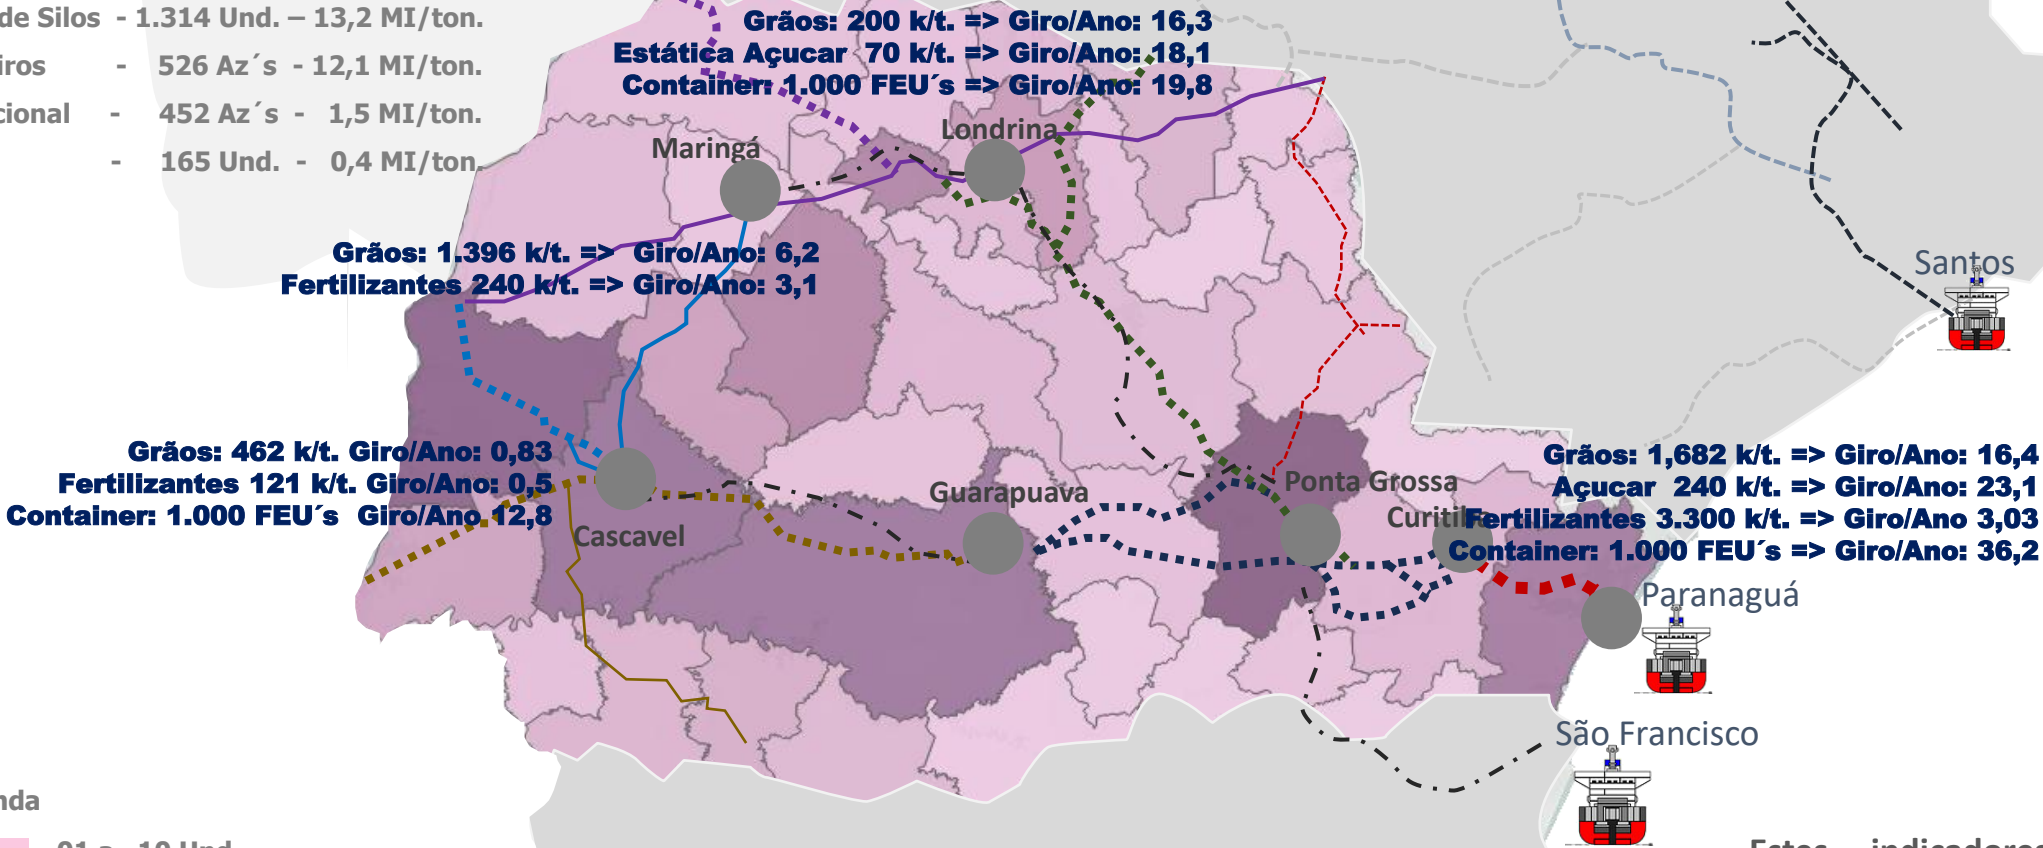 de Silos - 1.314 Und. – 13,2 MI/ton.
iros - 526 Az´s - 12,1 MI/ton.
cional - 452 Az´s - 1,5 MI/ton.
- 165 Und. - 0,4 MI/ton.
Grãos: 200 k/t. => Giro/Ano: 16,3
Estática Açucar 70 k/t. => Giro/Ano: 18,1
Container: 1.000 FEU´s => Giro/Ano: 19,8
Londrina
Maringá
Grãos: 1.396 k/t. => Giro/Ano: 6,2
Fertilizantes 240 k/t. => Giro/Ano: 3,1
Santos
Grãos: 462 k/t. Giro/Ano: 0,83
Fertilizantes 121 k/t. Giro/Ano: 0,5
Container: 1.000 FEU´s Giro/Ano 12,8
Cascavel
Guarapuava
Ponta Grossa
Curitiba
Grãos: 1,682 k/t. => Giro/Ano: 16,4
Açucar 240 k/t. => Giro/Ano: 23,1
Fertilizantes 3.300 k/t. => Giro/Ano 3,03
Container: 1.000 FEU´s => Giro/Ano: 36,2
Paranaguá
São Francisco
nda
01 a 10 Und
Estes indicadores